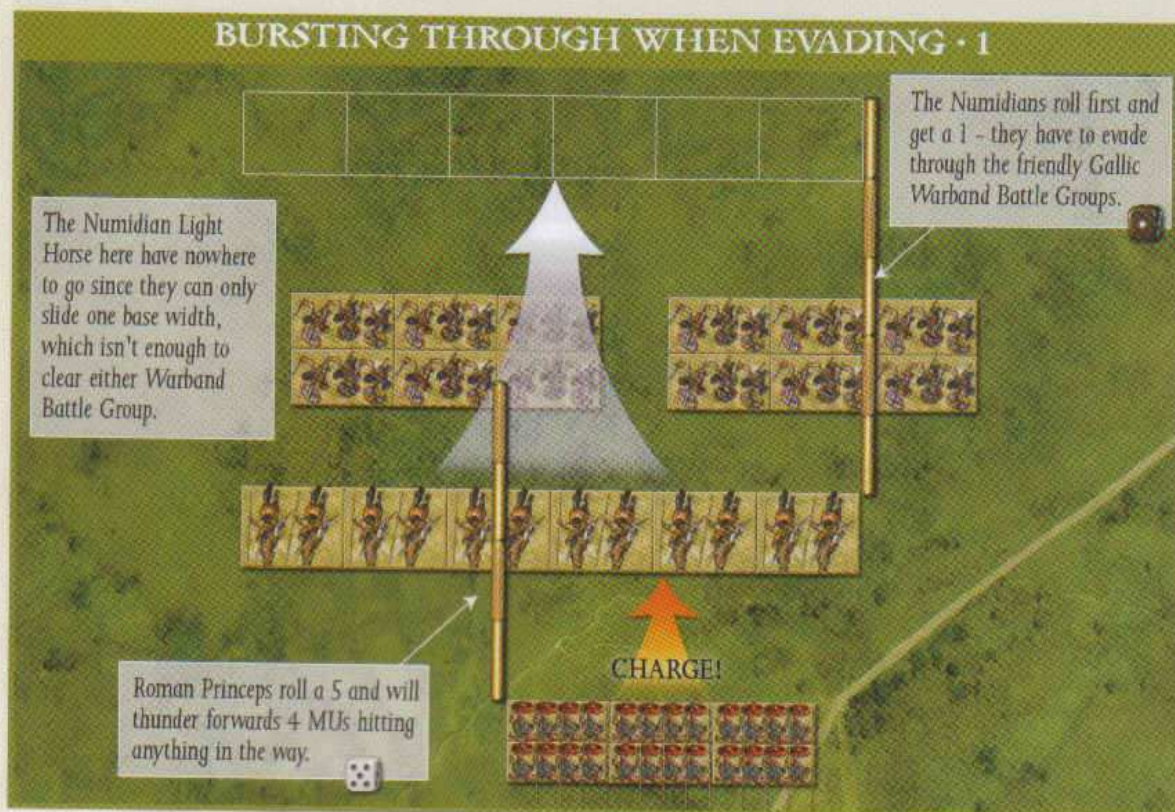 BURSTING THROUGH WHEN EVADING · 1
The Numidians roll first and
get a 1 - they have to evade
through the friendly Gallic
Warband Battle Groups.
The Numidian Light
Horse here have nowhere
to go since they can only
slide one base width,
which isn't enough to
clear either Warband
Battle Group.
CHARGE!
Roman Princeps roll a 5 and will
thunder forwards 4 MUs hitting
anything in the way.